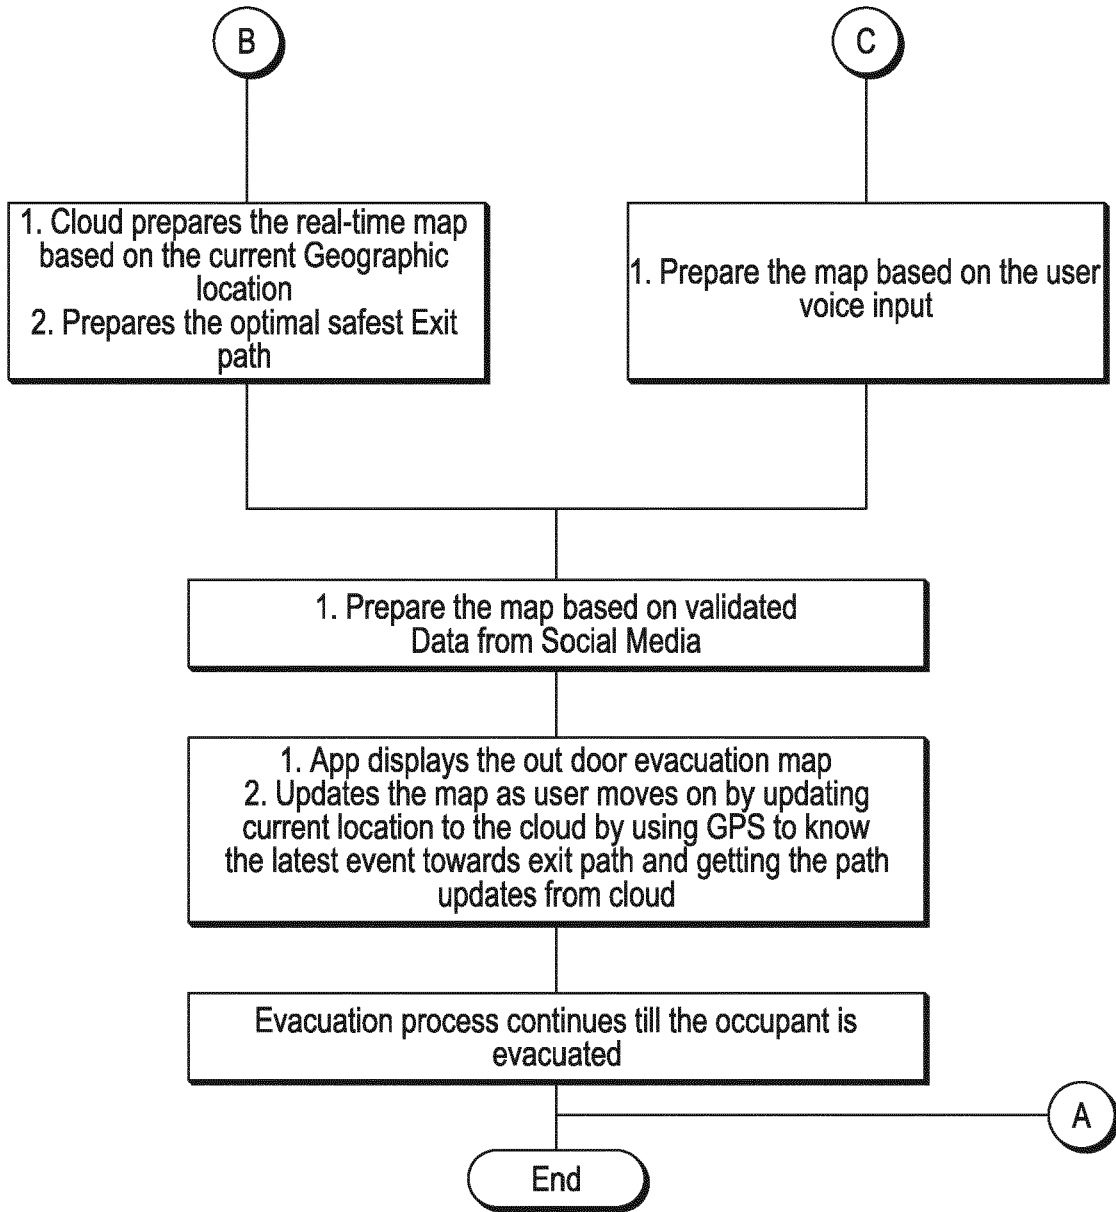 B
C
1. Cloud prepares the real-time map
based on the current Geographic
location
2. Prepares the optimal safest Exit
path
1. Prepare the map based on the user
voice input
1. Prepare the map based on validated
Data from Social Media
1. App displays the out door evacuation map
2. Updates the map as user moves on by updating
current location to the cloud by using GPS to know
the latest event towards exit path and getting the path
updates from cloud
Evacuation process continues till the occupant is
evacuated
A
End